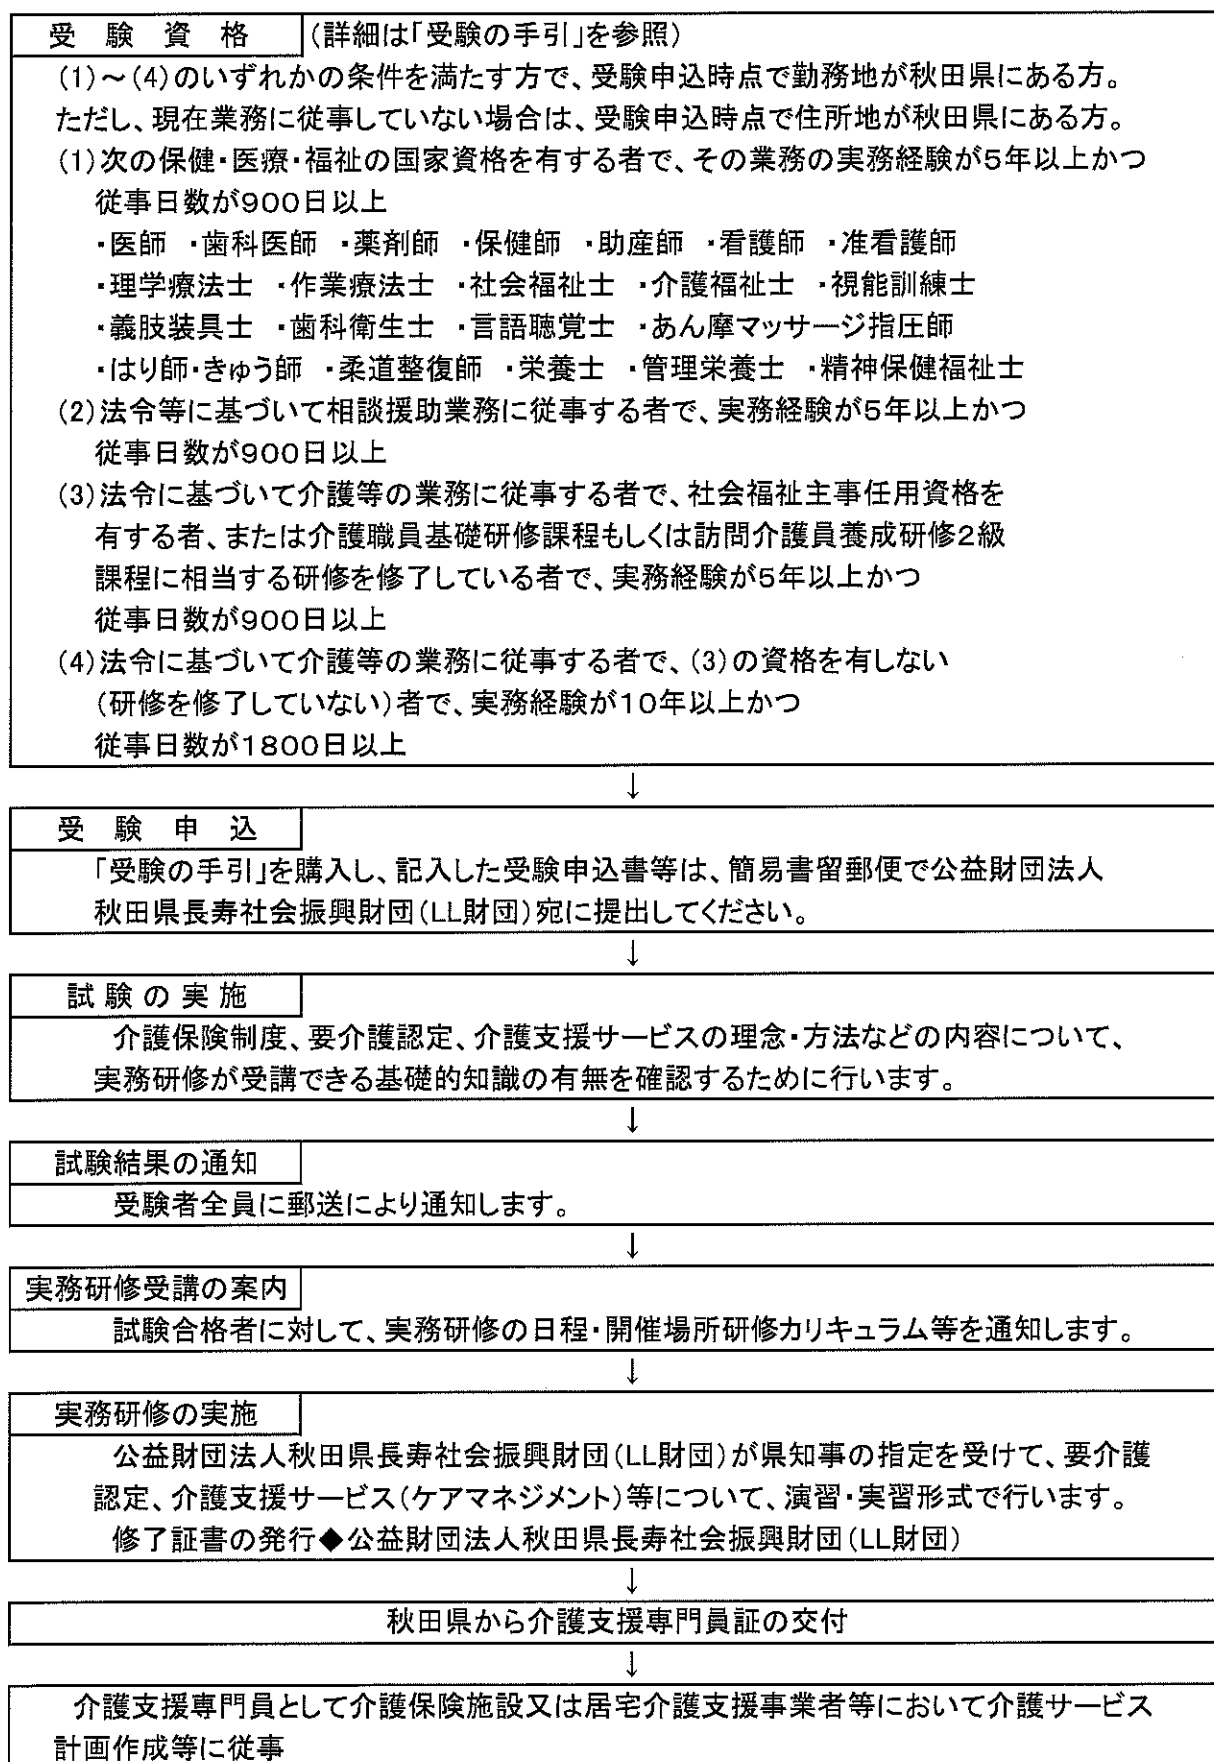 受験資格 (詳細は「受験の手引」を参照)
(1)～(4)のいずれかの条件を満たす方で、受験申込時点で勤務地が秋田県にある方。
ただし、現在業務に従事していない場合は、受験申込時点で住所地が秋田県にある方。
(1)次の保健・医療・福祉の国家資格を有する者で、その業務の実務経験が5年以上かつ
従事日数が900日以上
・医師 ・歯科医師 ・薬剤師 ・保健師 ・助産師 ・看護師 ・准看護師
・理学療法士 ・作業療法士 ・社会福祉士 ・介護福祉士 ・視能訓練士
・義肢装具士 ・歯科衛生士 ・言語聴覚士 ・あん摩マッサージ指圧師
・はり師・きゅう師 ・柔道整復師 ・栄養士 ・管理栄養士 ・精神保健福祉士
(2)法令等に基づいて相談援助業務に従事する者で、実務経験が5年以上かつ
従事日数が900日以上
(3)法令に基づいて介護等の業務に従事する者で、社会福祉主事任用資格を
有する者、または介護職員基礎研修課程もしくは訪問介護員養成研修2級
課程に相当する研修を修了している者で、実務経験が5年以上かつ
従事日数が900日以上
(4)法令に基づいて介護等の業務に従事する者で、(3)の資格を有しない
(研修を修了していない)者で、実務経験が10年以上かつ
従事日数が1800日以上
↓
受験申込
「受験の手引」を購入し、記入した受験申込書等は、簡易書留郵便で公益財団法人
秋田県長寿社会振興財団(LL財団)宛に提出してください。
↓
試験の実施
介護保険制度、要介護認定、介護支援サービスの理念・方法などの内容について、
実務研修が受講できる基礎的知識の有無を確認するために行います。
↓
試験結果の通知
受験者全員に郵送により通知します。
↓
実務研修受講の案内
試験合格者に対して、実務研修の日程・開催場所研修カリキュラム等を通知します。
↓
実務研修の実施
公益財団法人秋田県長寿社会振興財団(LL財団)が県知事の指定を受けて、要介護
認定、介護支援サービス(ケアマネジメント)等について、演習・実習形式で行います。
修了証書の発行◆公益財団法人秋田県長寿社会振興財団(LL財団)
↓
秋田県から介護支援専門員証の交付
↓
介護支援専門員として介護保険施設又は居宅介護支援事業者等において介護サービス
計画作成等に従事